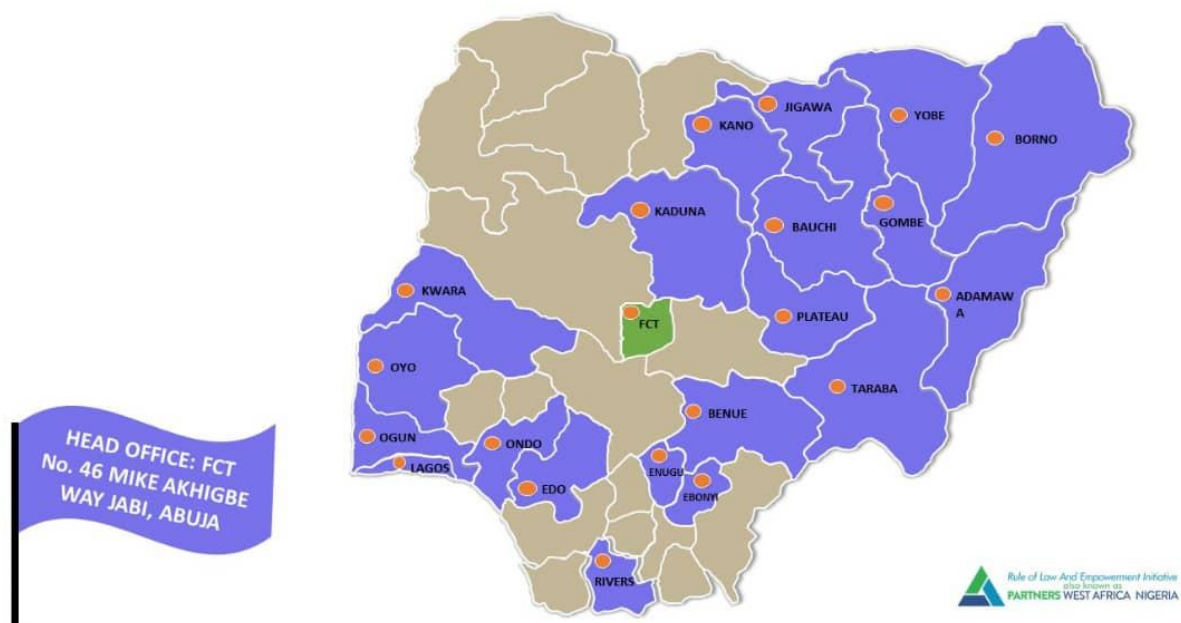 JIGAWA
YOBE
KANO
BORNO
KADUNA
BAUCHI
GOMBE
KWARA
ADAMAW
A
FCT
PLATEAU
OYO
TARABA
BENUE
OGUN
ONDO
LAGOS
ENUGU
EDO
EBONYI
RIVERS
HEAD OFFICE: FCT
No. 46 MIKE AKHIGBE
WAY JABI, ABUJA
Rule of Law And Empowerment Initiative
also known as
PARTNERS WEST AFRICA NIGERIA